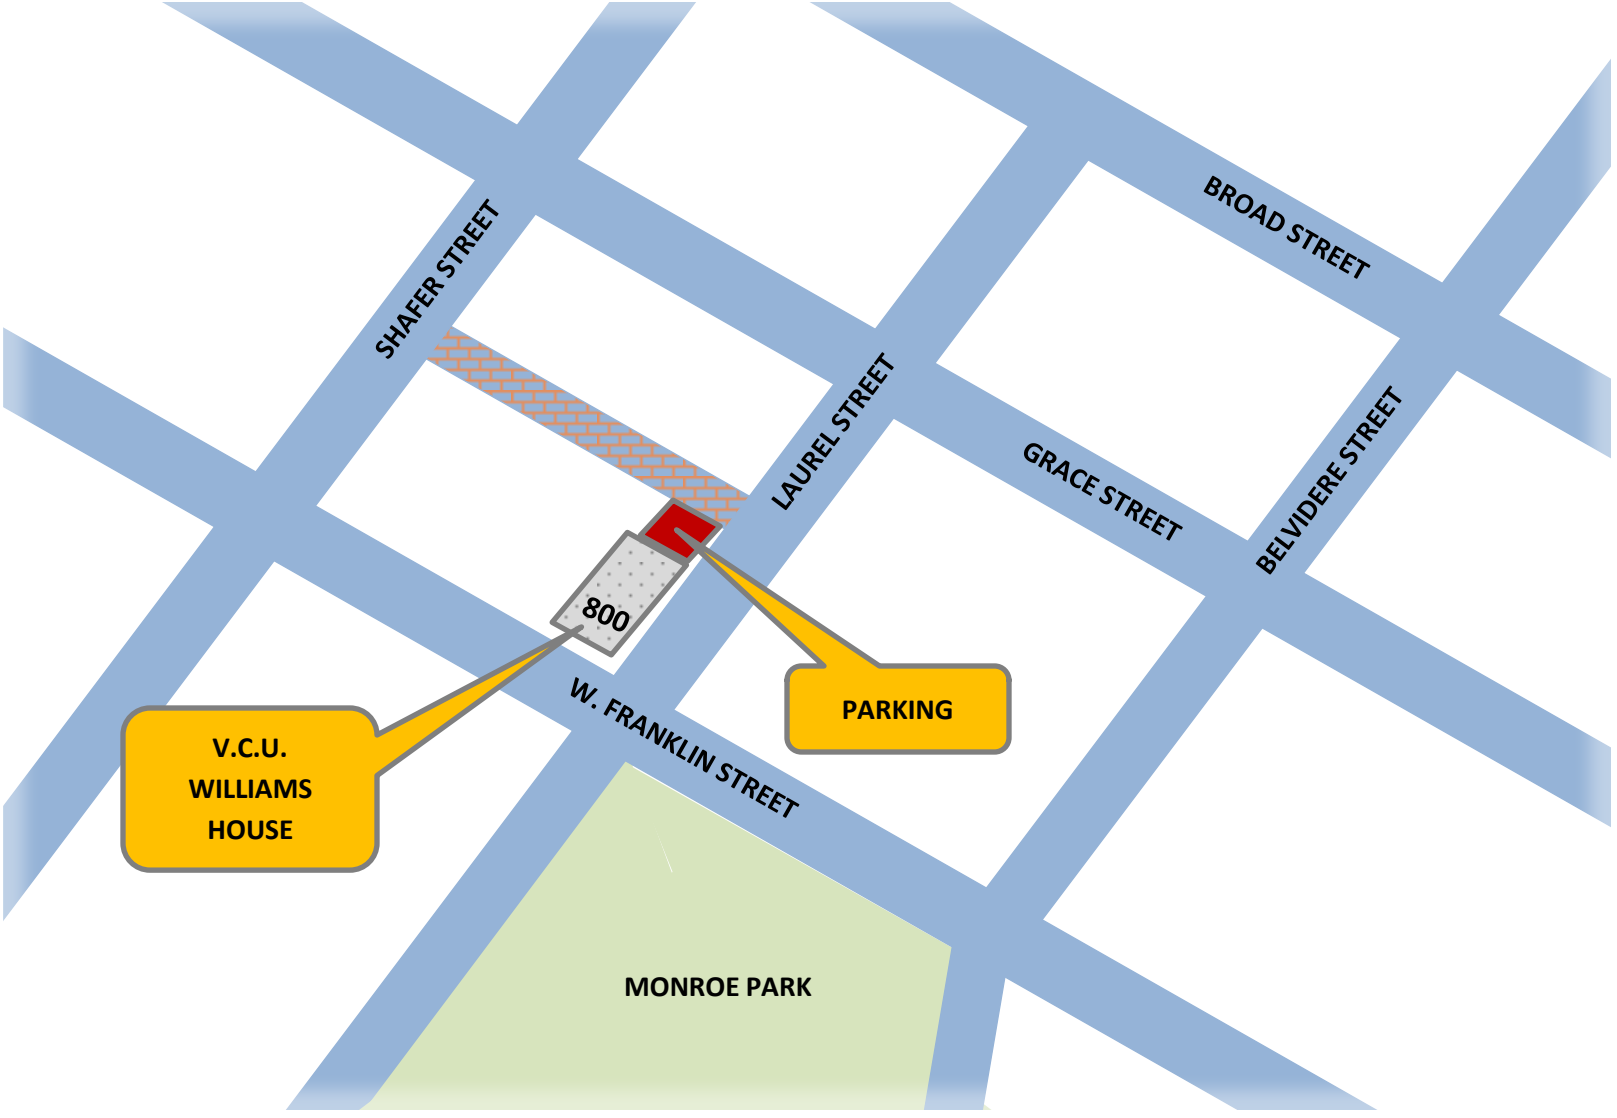 BROAD STREET
SHAFER STREET
LAUREL STREET
GRACE STREET
BELVIDERE STREET
800
W. FRANKLIN STREET
PARKING
V.C.U.
WILLIAMS
HOUSE
MONROE PARK